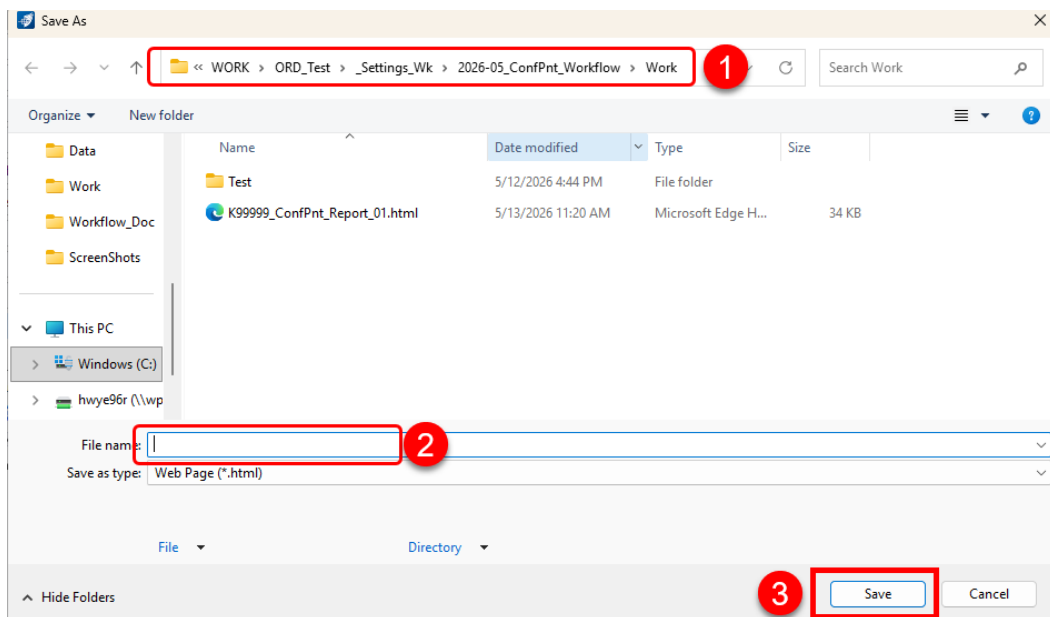 Save As
« WORK > ORD_Test > _Settings_Wk > 2026-05_ConfPnt_Workflow > Work
1
Search Work
Organize
New folder
Name
Date modified
Type
Size
Data
Work
Workflow_Doc
ScreenShots
This PC
Windows (C:)
hwye96r (\\wp
Test
5/12/2026 4:44 PM
File folder
K99999_ConfPnt_Report_01.html
5/13/2026 11:20 AM
Microsoft Edge H...
34 KB
File name:
2
Save as type: Web Page (*.html)
File
Directory
Hide Folders
3
Save
Cancel